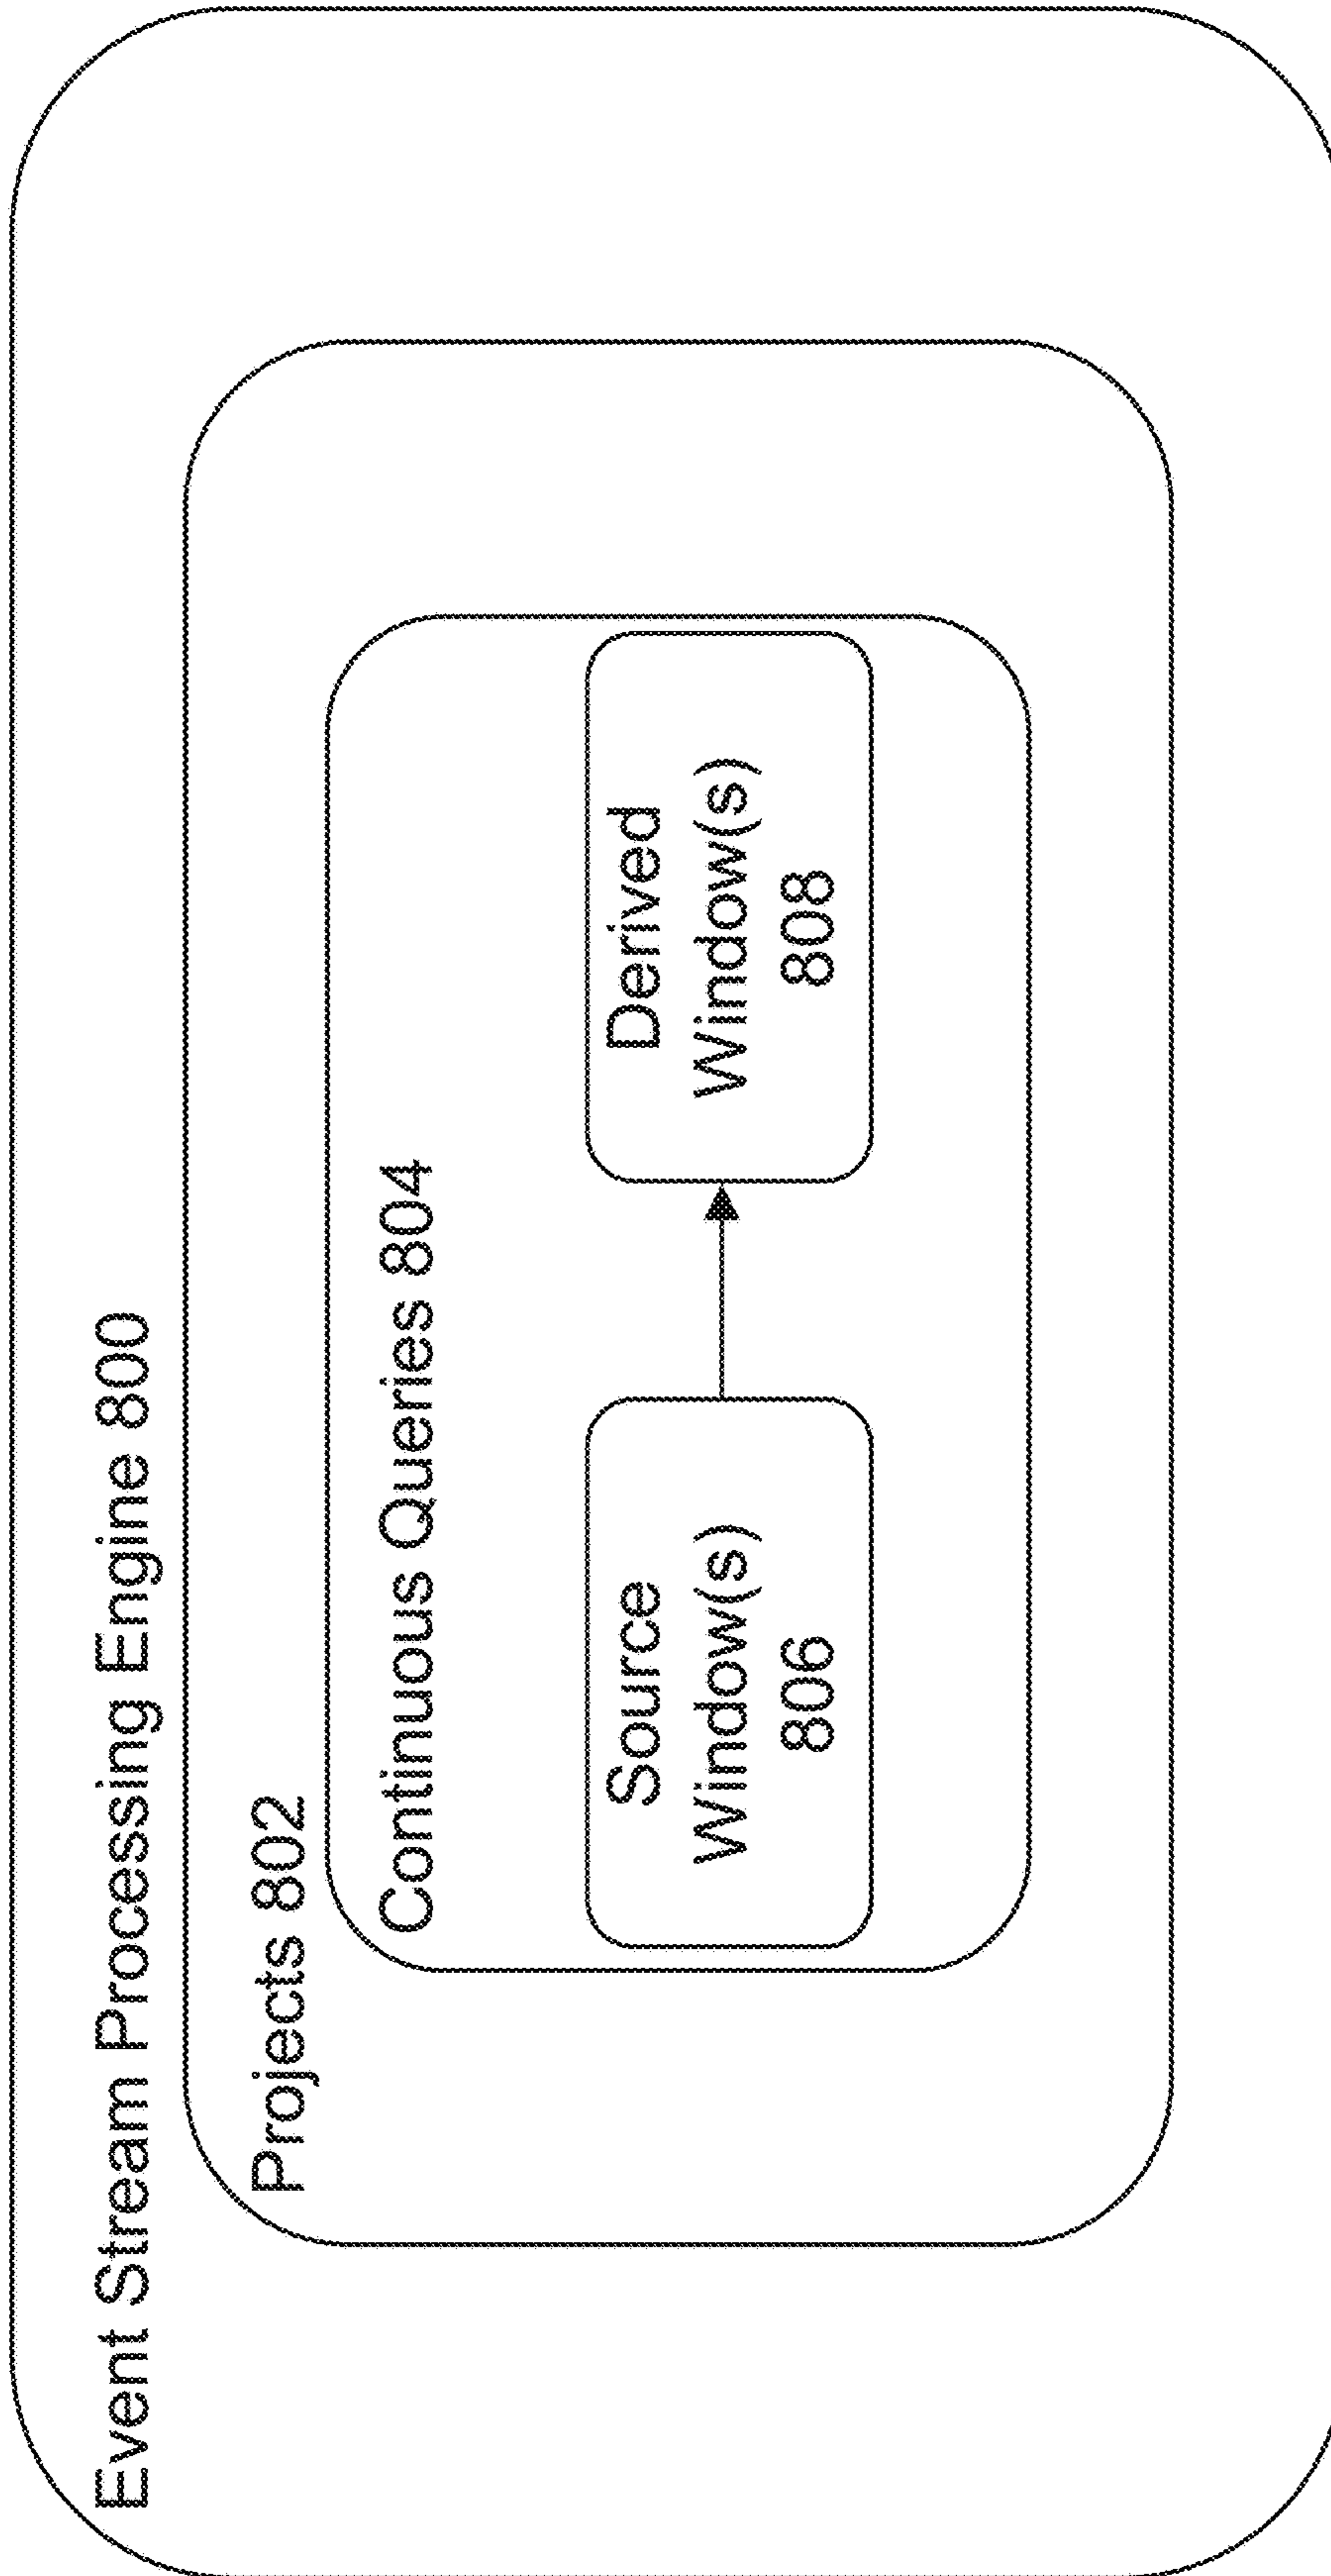 Event Stream Processing Engine 800
Projects 802
Continuous Queries 804
Source
Window(s)
806
Derived
Window(s)
808